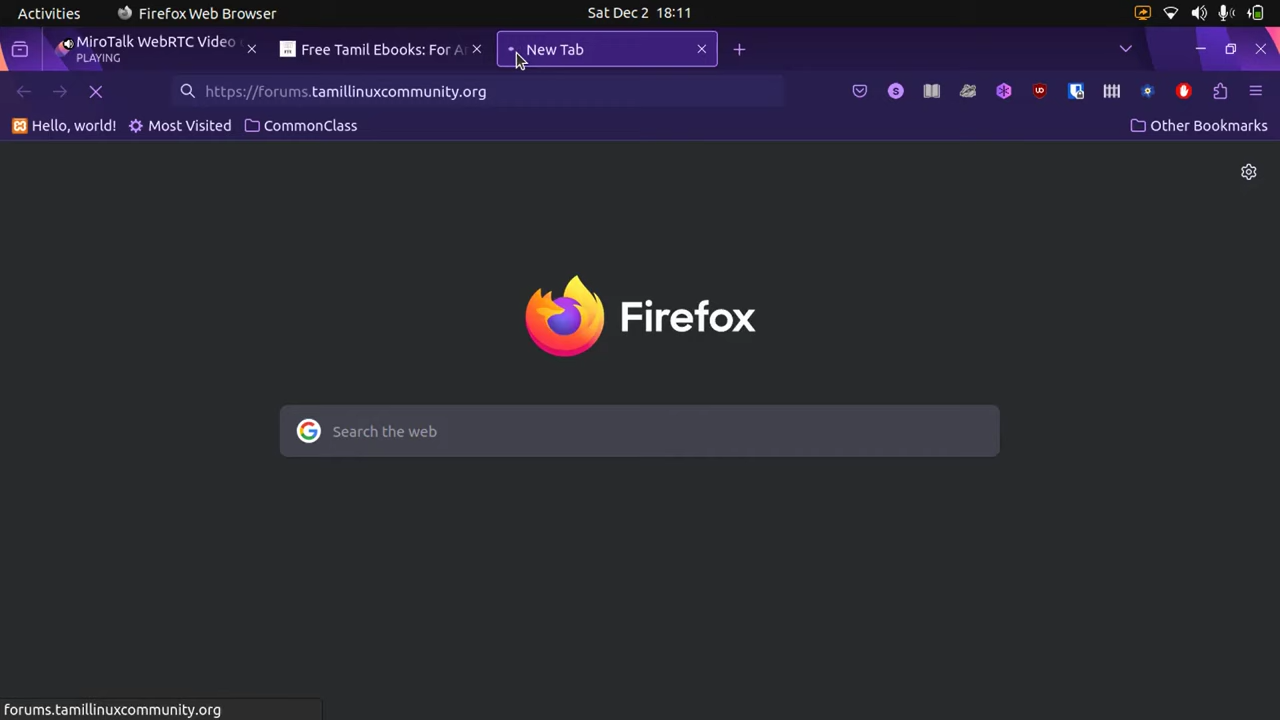 Activities
Firefox Web Browser
Sat Dec 2 18:11
MiroTalk WebRTC Video
PLAYING
Free Tamil Ebooks: For
New Tab
https://forums.tamillinuxcommunity.org
Hello, world!
Most Visited
CommonClass
Other Bookmarks
Firefox
Search the web
forums.tamillinuxcommunity.org